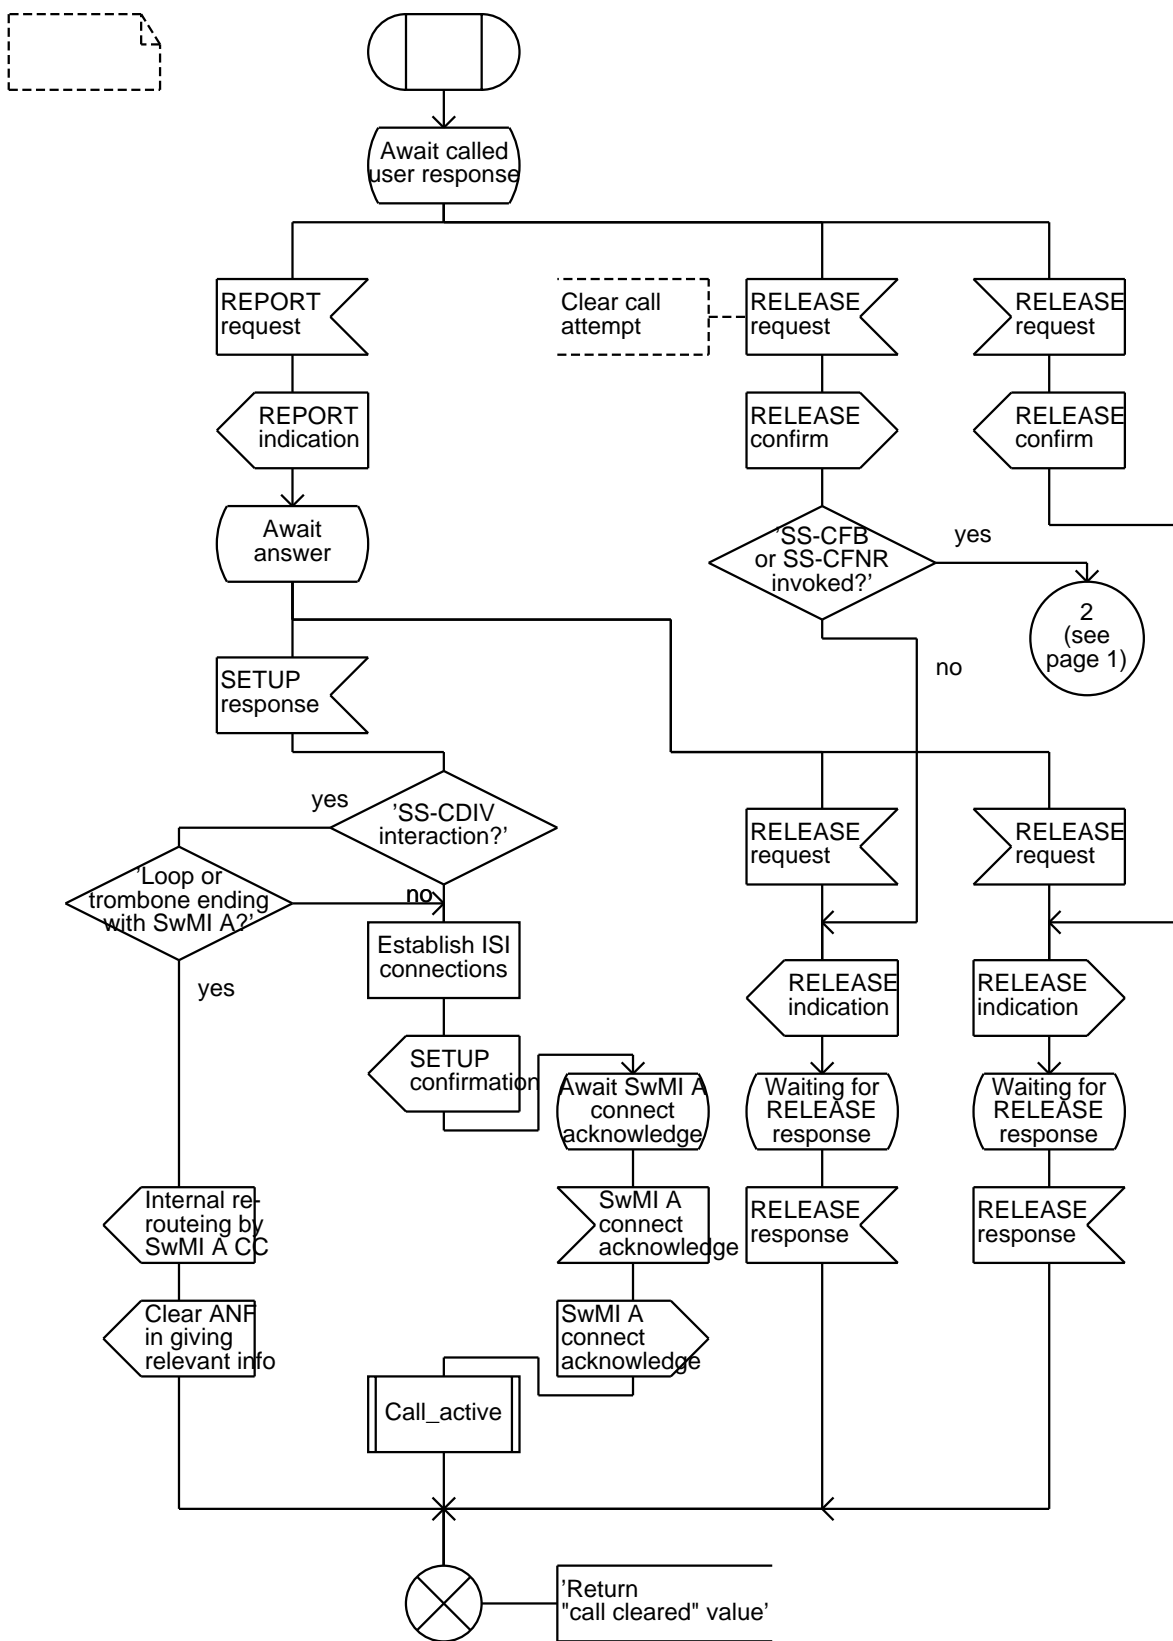 Await called
user response
REPORT
request
Clear call
attempt
RELEASE
request
RELEASE
request
REPORT
indication
RELEASE
confirm
RELEASE
confirm
Await
answer
'SS-CFB
or SS-CFNR
invoked?'
yes
2
(see
page 1)
no
SETUP
response
yes
'SS-CDIV
interaction?'
RELEASE
request
RELEASE
request
'Loop or
trombone ending
with SwMI A?'
no
yes
Establish ISI
connections
RELEASE
indication
RELEASE
indication
SETUP
confirmation
Await SwMI A
connect
acknowledge
Waiting for
RELEASE
response
Waiting for
RELEASE
response
Internal re-
routeing by
SwMI A CC
SwMI A
connect
acknowledge
RELEASE
response
RELEASE
response
Clear ANF
in giving
relevant info
SwMI A
connect
acknowledge
Call_active
'Return
"call cleared" value'